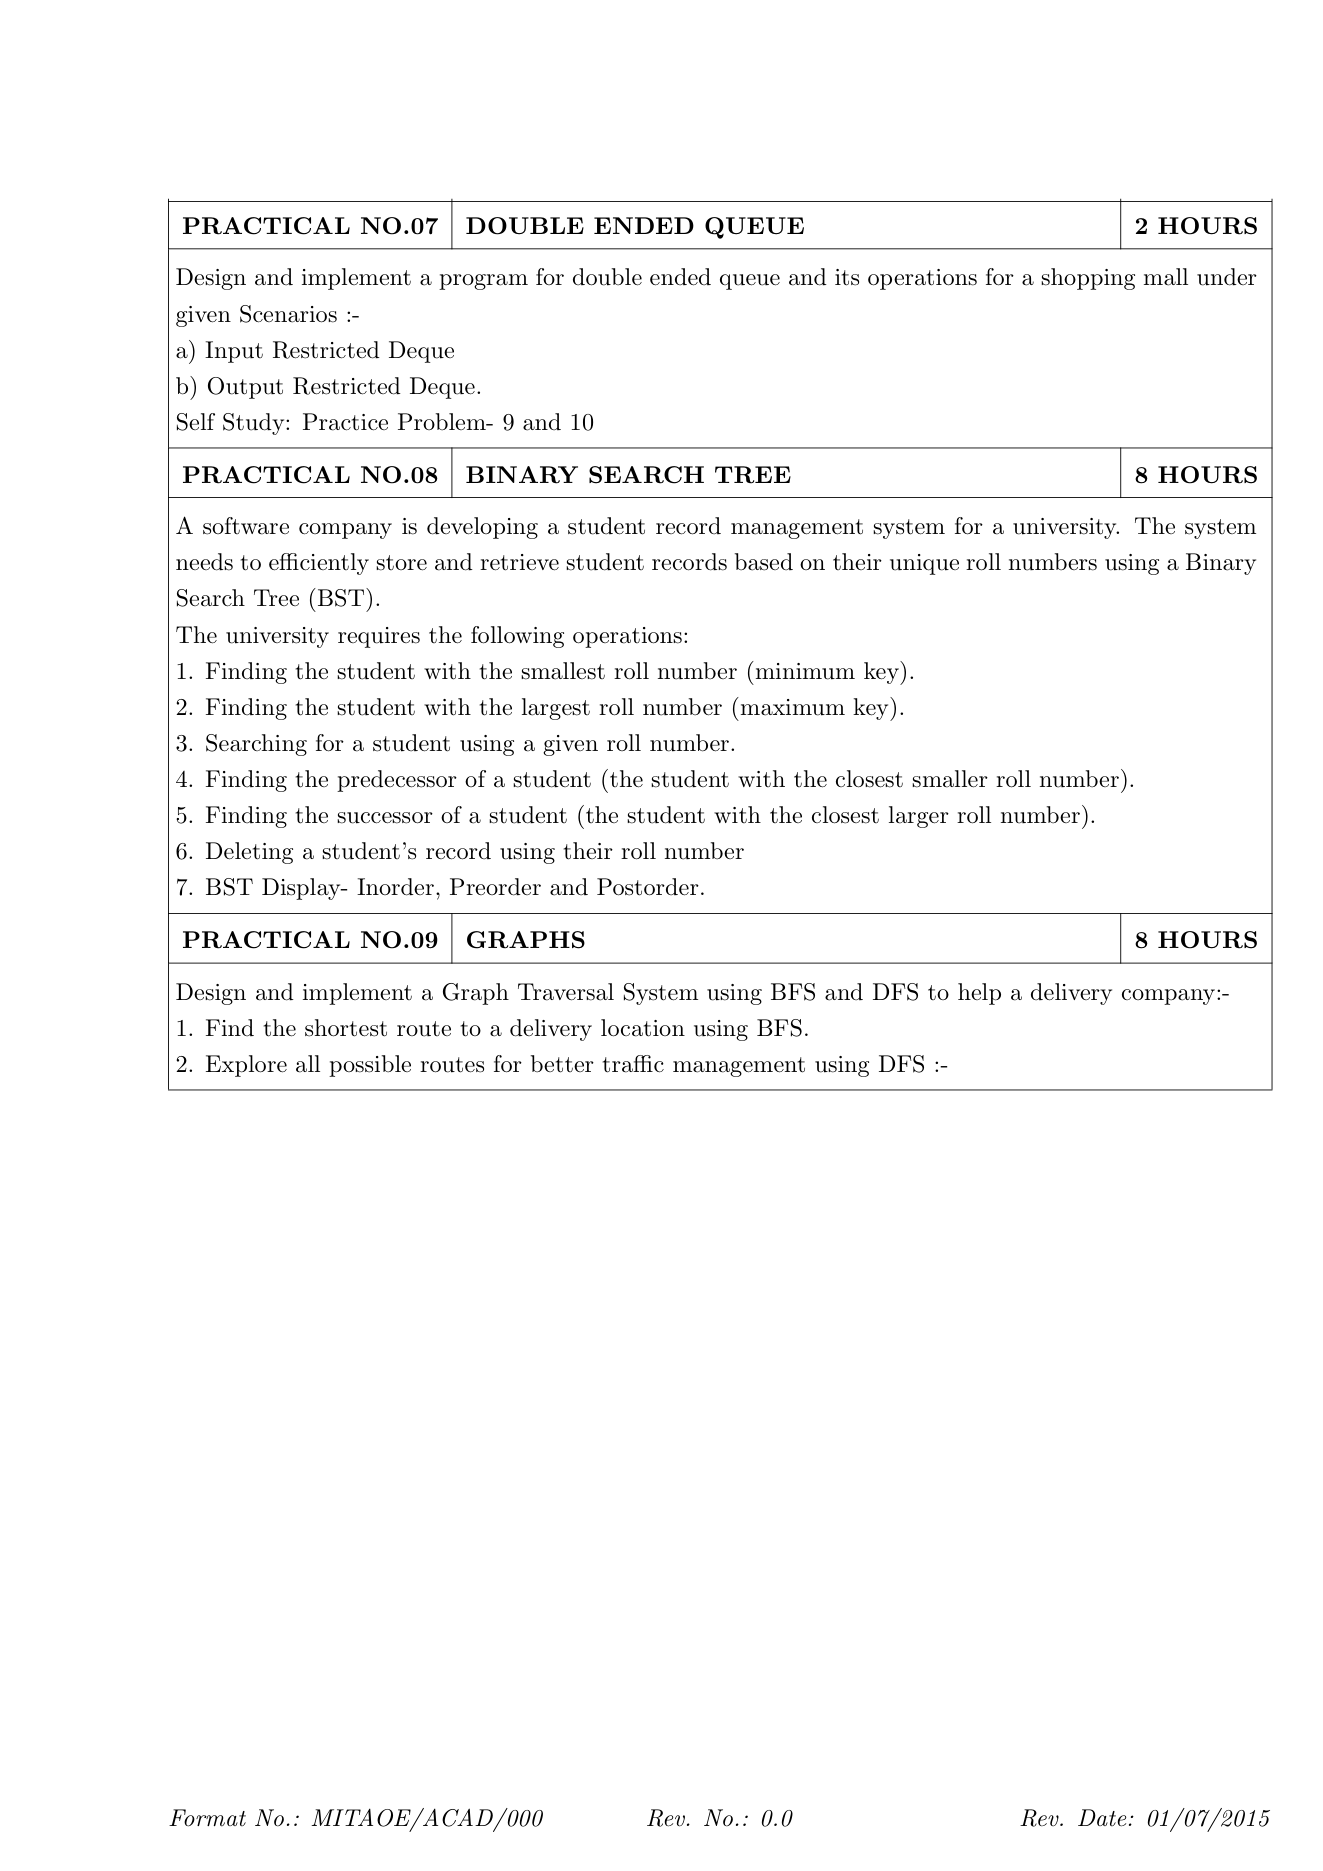 PRACTICAL NO.07 DOUBLE ENDED QUEUE 2 HOURS
Design and implement a program for double ended queue and its operations for a shopping mall under
given Scenarios :-
a) Input Restricted Deque
b) Output Restricted Deque.
Self Study: Practice Problem- 9 and 10
PRACTICAL NO.08 BINARY SEARCH TREE 8 HOURS
A software company is developing a student record management system for a university. The system
needs to efficiently store and retrieve student records based on their unique roll numbers using a Binary
Search Tree (BST).
The university requires the following operations:
1. Finding the student with the smallest roll number (minimum key).
2. Finding the student with the largest roll number (maximum key).
3. Searching for a student using a given roll number.
4. Finding the predecessor of a student (the student with the closest smaller roll number).
5. Finding the successor of a student (the student with the closest larger roll number).
6. Deleting a student's record using their roll number
7. BST Display- Inorder, Preorder and Postorder.
PRACTICAL NO.09 GRAPHS 8 HOURS
Design and implement a Graph Traversal System using BFS and DFS to help a delivery company:-
1. Find the shortest route to a delivery location using BFS.
2. Explore all possible routes for better traffic management using DFS :-
Format No.: MITAOE/ACAD/000 Rev. No.: 0.0 Rev. Date: 01/07/2015